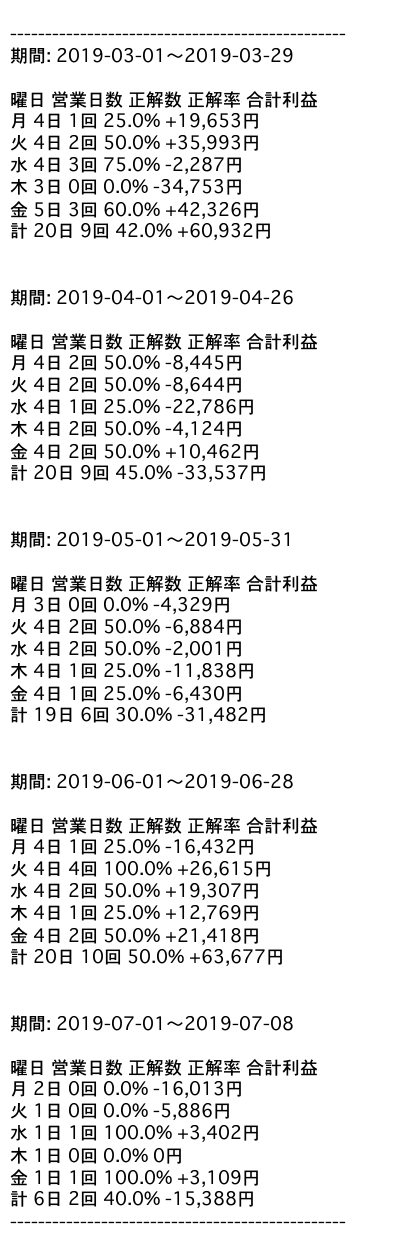 ------------------------------------------------
期間: 2019-03-01〜2019-03-29
曜日 営業日数 正解数 正解率 合計利益
月 4日 1回 25.0% +19,653円
火 4日 2回 50.0% +35,993円
水 4日 3回 75.0% -2,287円
木 3日 0回 0.0% -34,753円
金 5日 3回 60.0% +42,326円
計 20日 9回 42.0% +60,932円
期間: 2019-04-01〜2019-04-26
曜日 営業日数 正解数 正解率 合計利益
月 4日 2回 50.0% -8,445円
火 4日 2回 50.0% -8,644円
水 4日 1回 25.0% -22,786円
木 4日 2回 50.0% -4,124円
金 4日 2回 50.0% +10,462円
計 20日 9回 45.0% -33,537円
期間: 2019-05-01〜2019-05-31
曜日 営業日数 正解数 正解率 合計利益
月 3日 0回 0.0% -4,329円
火 4日 2回 50.0% -6,884円
水 4日 2回 50.0% -2,001円
木 4日 1回 25.0% -11,838円
金 4日 1回 25.0% -6,430円
計 19日 6回 30.0% -31,482円
期間: 2019-06-01〜2019-06-28
曜日 営業日数 正解数 正解率 合計利益
月 4日 1回 25.0% -16,432円
火 4日 4回 100.0% +26,615円
水 4日 2回 50.0% +19,307円
木 4日 1回 25.0% +12,769円
金 4日 2回 50.0% +21,418円
計 20日 10回 50.0% +63,677円
期間: 2019-07-01〜2019-07-08
曜日 営業日数 正解数 正解率 合計利益
月 2日 0回 0.0% -16,013円
火 1日 0回 0.0% -5,886円
水 1日 1回 100.0% +3,402円
木 1日 0回 0.0% 0円
金 1日 1回 100.0% +3,109円
計 6日 2回 40.0% -15,388円
------------------------------------------------